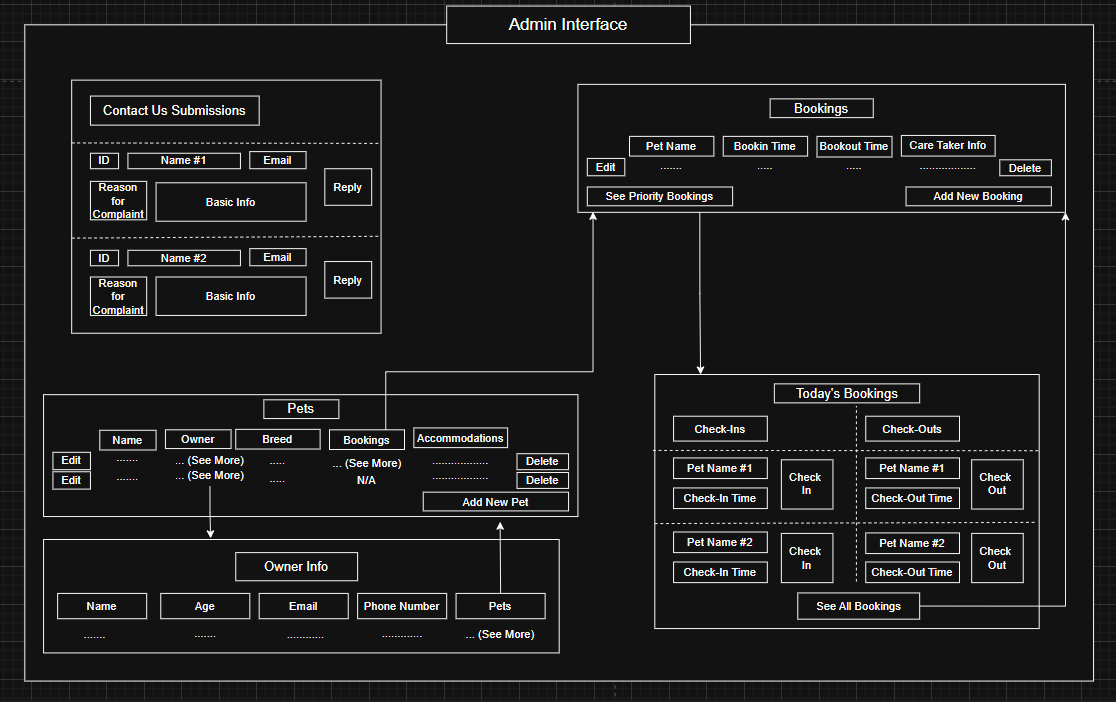 Admin Interface
Contact Us Submissions
ID Name #1 Email
Reason
for
Complaint
Basic Info
Reply
ID Name #2 Email
Reason
for
Complaint
Basic Info
Reply
Bookings
Pet Name Bookin Time Bookout Time Care Taker Info
Edit ....... ..... ..... .................. Delete
See Priority Bookings Add New Booking
Pets
Name Owner Breed Bookings Accommodations
Edit ....... ... (See More) ..... ... (See More) .................. Delete
Edit ....... ... (See More) ..... N/A .................. Delete
Add New Pet
Owner Info
Name Age Email Phone Number Pets
....... ....... ............ ............. ... (See More)
Today's Bookings
Check-Ins Check-Outs
Pet Name #1
Check-In Time
Check
In
Pet Name #1
Check-Out Time
Check
Out
Pet Name #2
Check-In Time
Check
In
Pet Name #2
Check-Out Time
Check
Out
See All Bookings